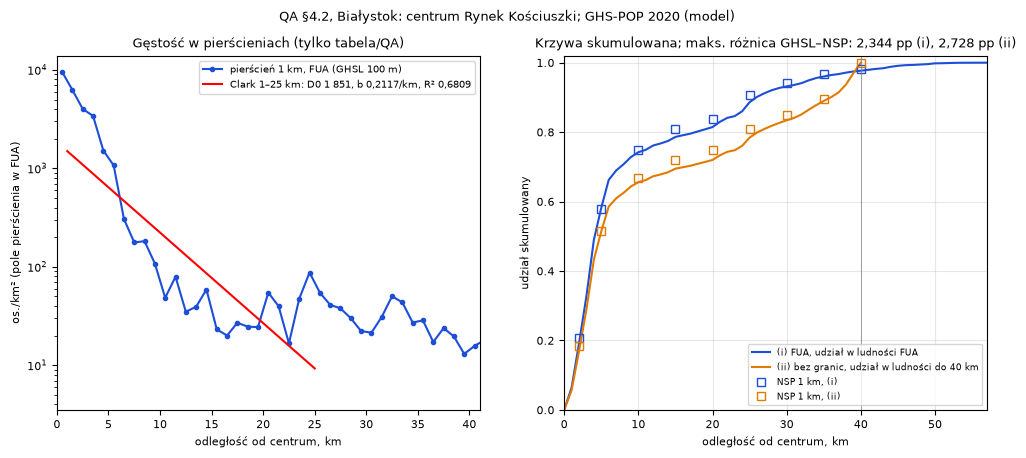 QA §4.2, Białystok: centrum Rynek Kościuszki; GHS-POP 2020 (model)
Gęstość w pierścieniach (tylko tabela/QA)
os./km² (pole pierścienia w FUA)
10⁴
10³
10²
10¹
pierścień 1 km, FUA (GHSL 100 m)
Clark 1–25 km: D0 1 851, b 0,2117/km, R² 0,6809
0 5 10 15 20 25 30 35 40
odległość od centrum, km
Krzywa skumulowana; maks. różnica GHSL–NSP: 2,344 pp (i), 2,728 pp (ii)
udział skumulowany
1.0
0.8
0.6
0.4
0.2
0.0
(i) FUA, udział w ludności FUA
(ii) bez granic, udział w ludności do 40 km
NSP 1 km, (i)
NSP 1 km, (ii)
0 10 20 30 40 50
odległość od centrum, km